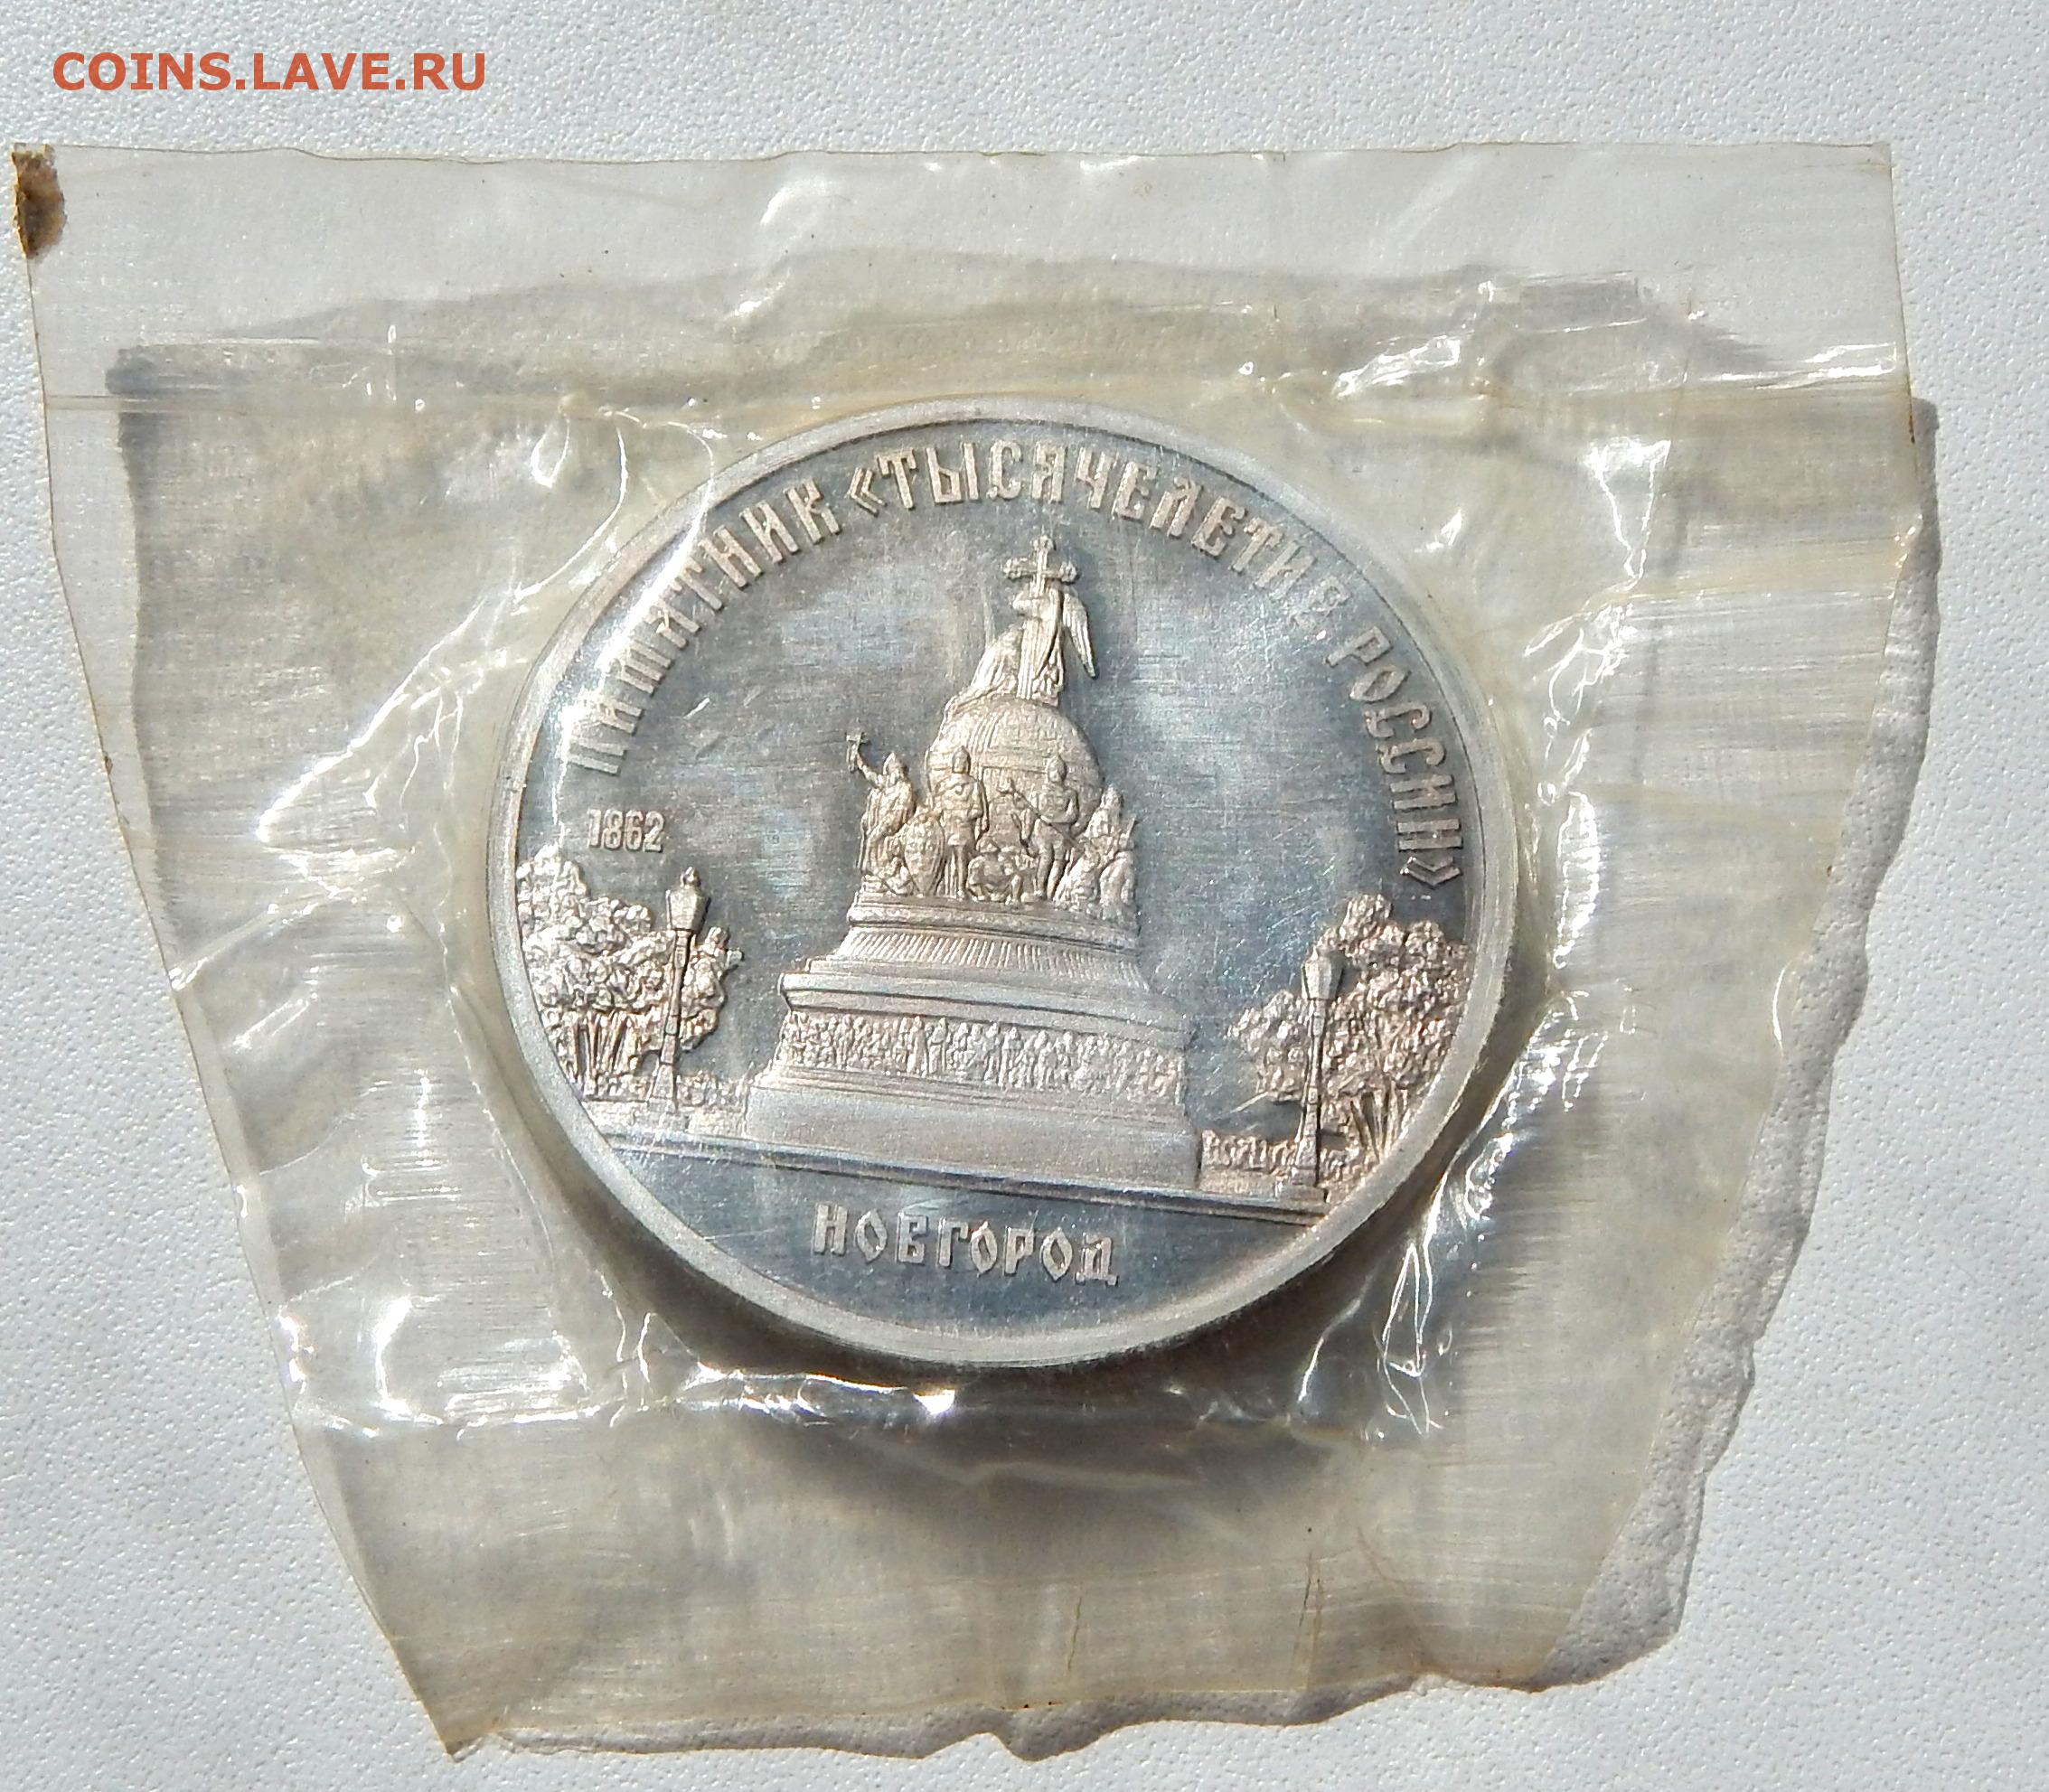 COINS.LAVE.RU
ПАМЯТНИК «ТЫСЯЧЕЛЕТИЕ РОССИИ»
1862
НОВГОРОД